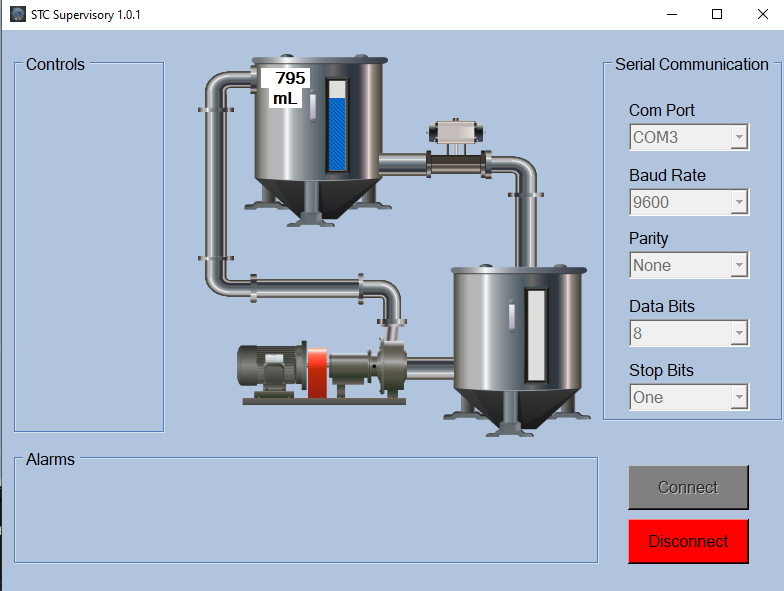 STC Supervisory 1.0.1
Controls
795
mL
Serial Communication
Com Port
COM3
Baud Rate
9600
Parity
None
Data Bits
8
Stop Bits
One
Alarms
Connect
Disconnect